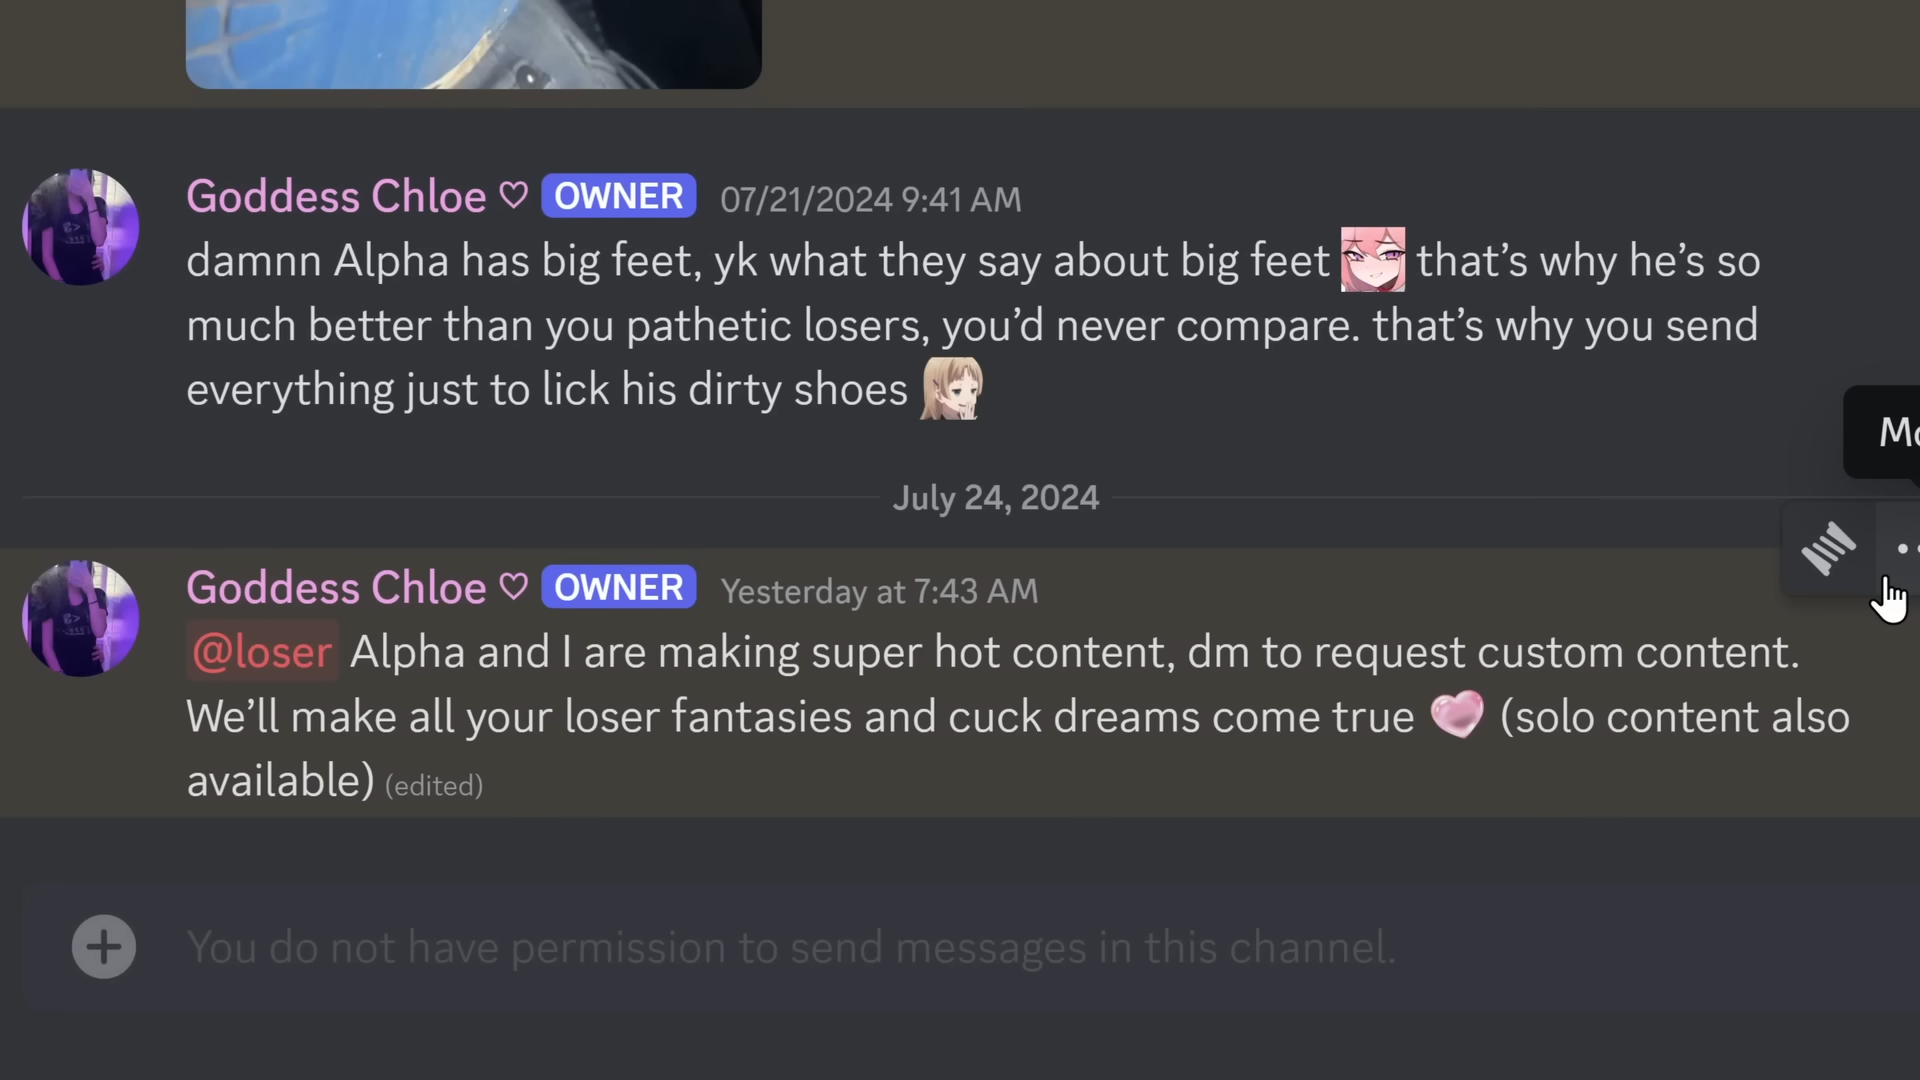 Goddess Chloe ♡ OWNER 07/21/2024 9:41 AM
damnn Alpha has big feet, yk what they say about big feet that’s why he’s so
much better than you pathetic losers, you’d never compare. that’s why you send
everything just to lick his dirty shoes
July 24, 2024
Goddess Chloe ♡ OWNER Yesterday at 7:43 AM
@loser Alpha and I are making super hot content, dm to request custom content.
We’ll make all your loser fantasies and cuck dreams come true (solo content also
available) (edited)
You do not have permission to send messages in this channel.